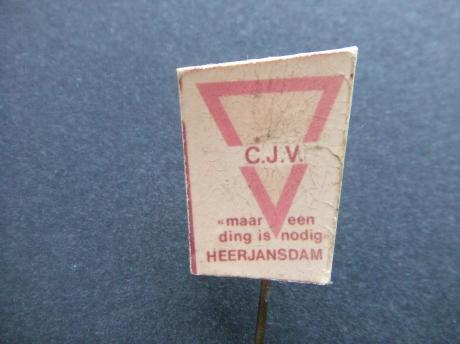 C.J.V.
«maar een
ding is nodig»
HEERJANSDAM